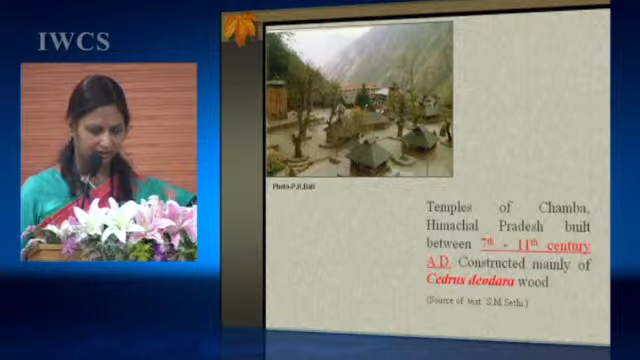 IWCS
Photo-P.R.Bali
Temples of Chamba,
Himachal Pradesh built
between 7th - 11th century
A.D. Constructed mainly of
Cedrus deodara wood.
(Source of text S.M.Sethi.)